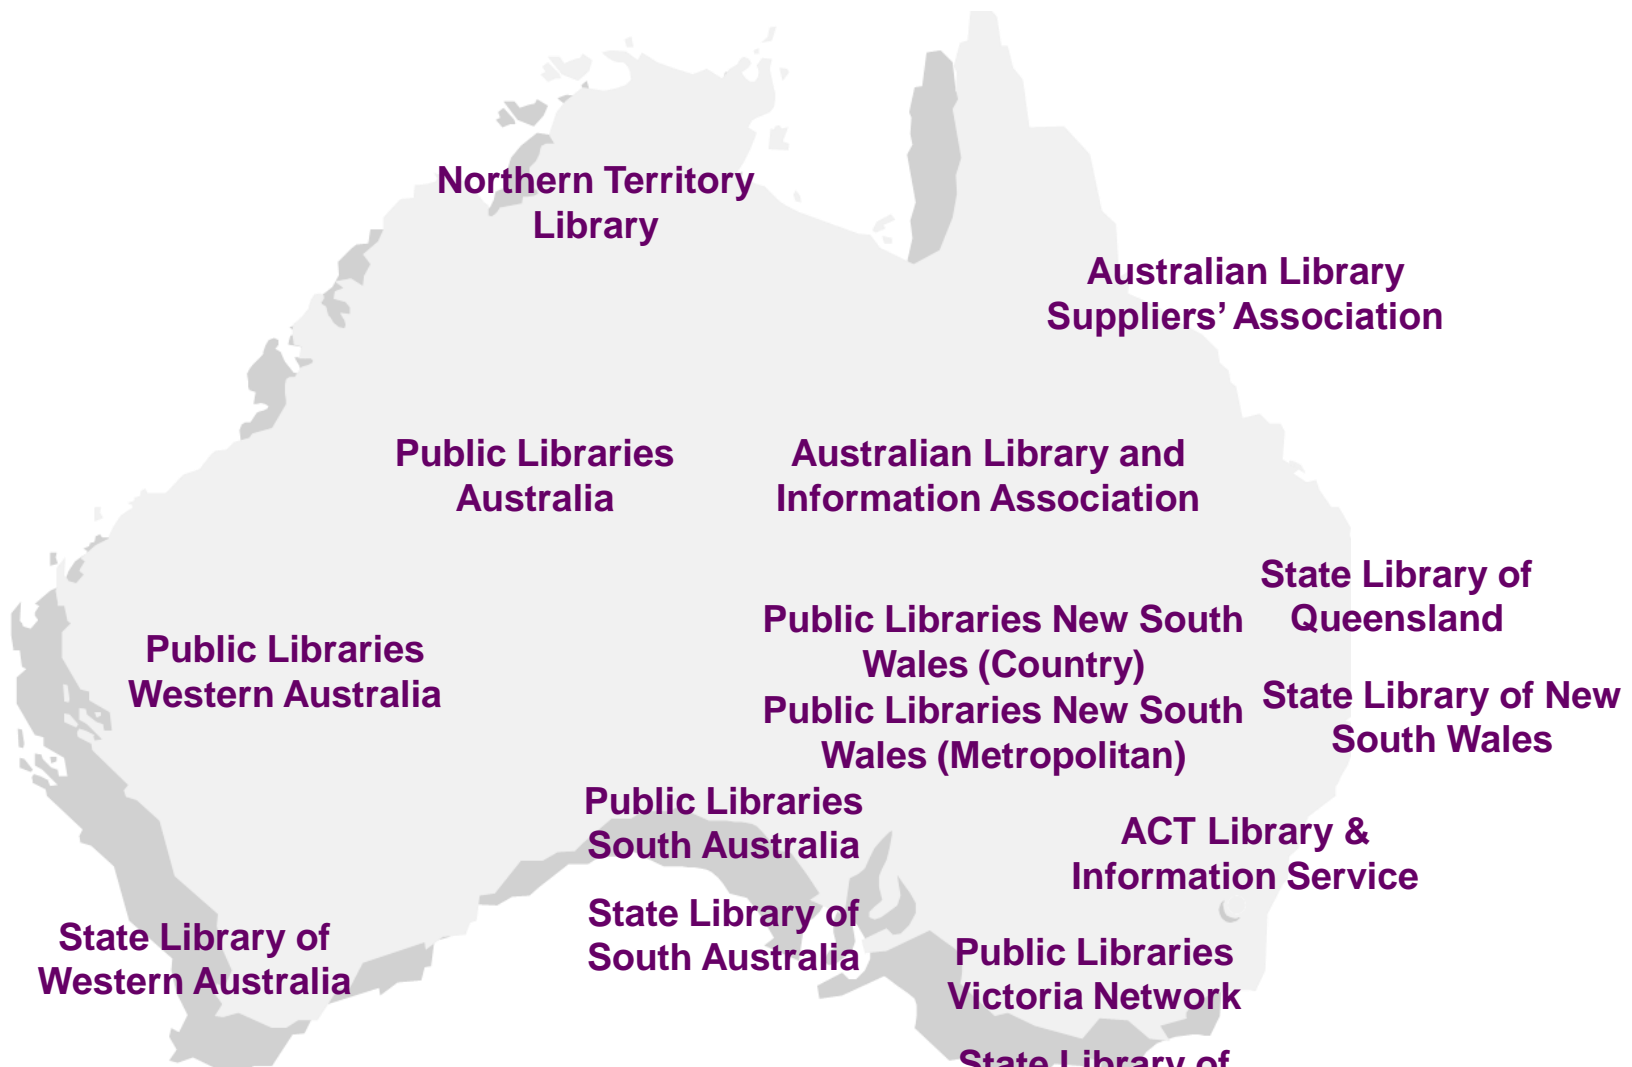 Northern Territory
Library
Australian Library
Suppliers’ Association
Public Libraries
Australia
Australian Library and
Information Association
State Library of
Queensland
Public Libraries New South
Wales (Country)
Public Libraries
Western Australia
State Library of New
South Wales
Public Libraries New South
Wales (Metropolitan)
Public Libraries
South Australia
ACT Library &
Information Service
State Library of
South Australia
State Library of
Western Australia
Public Libraries
Victoria Network
State Library of